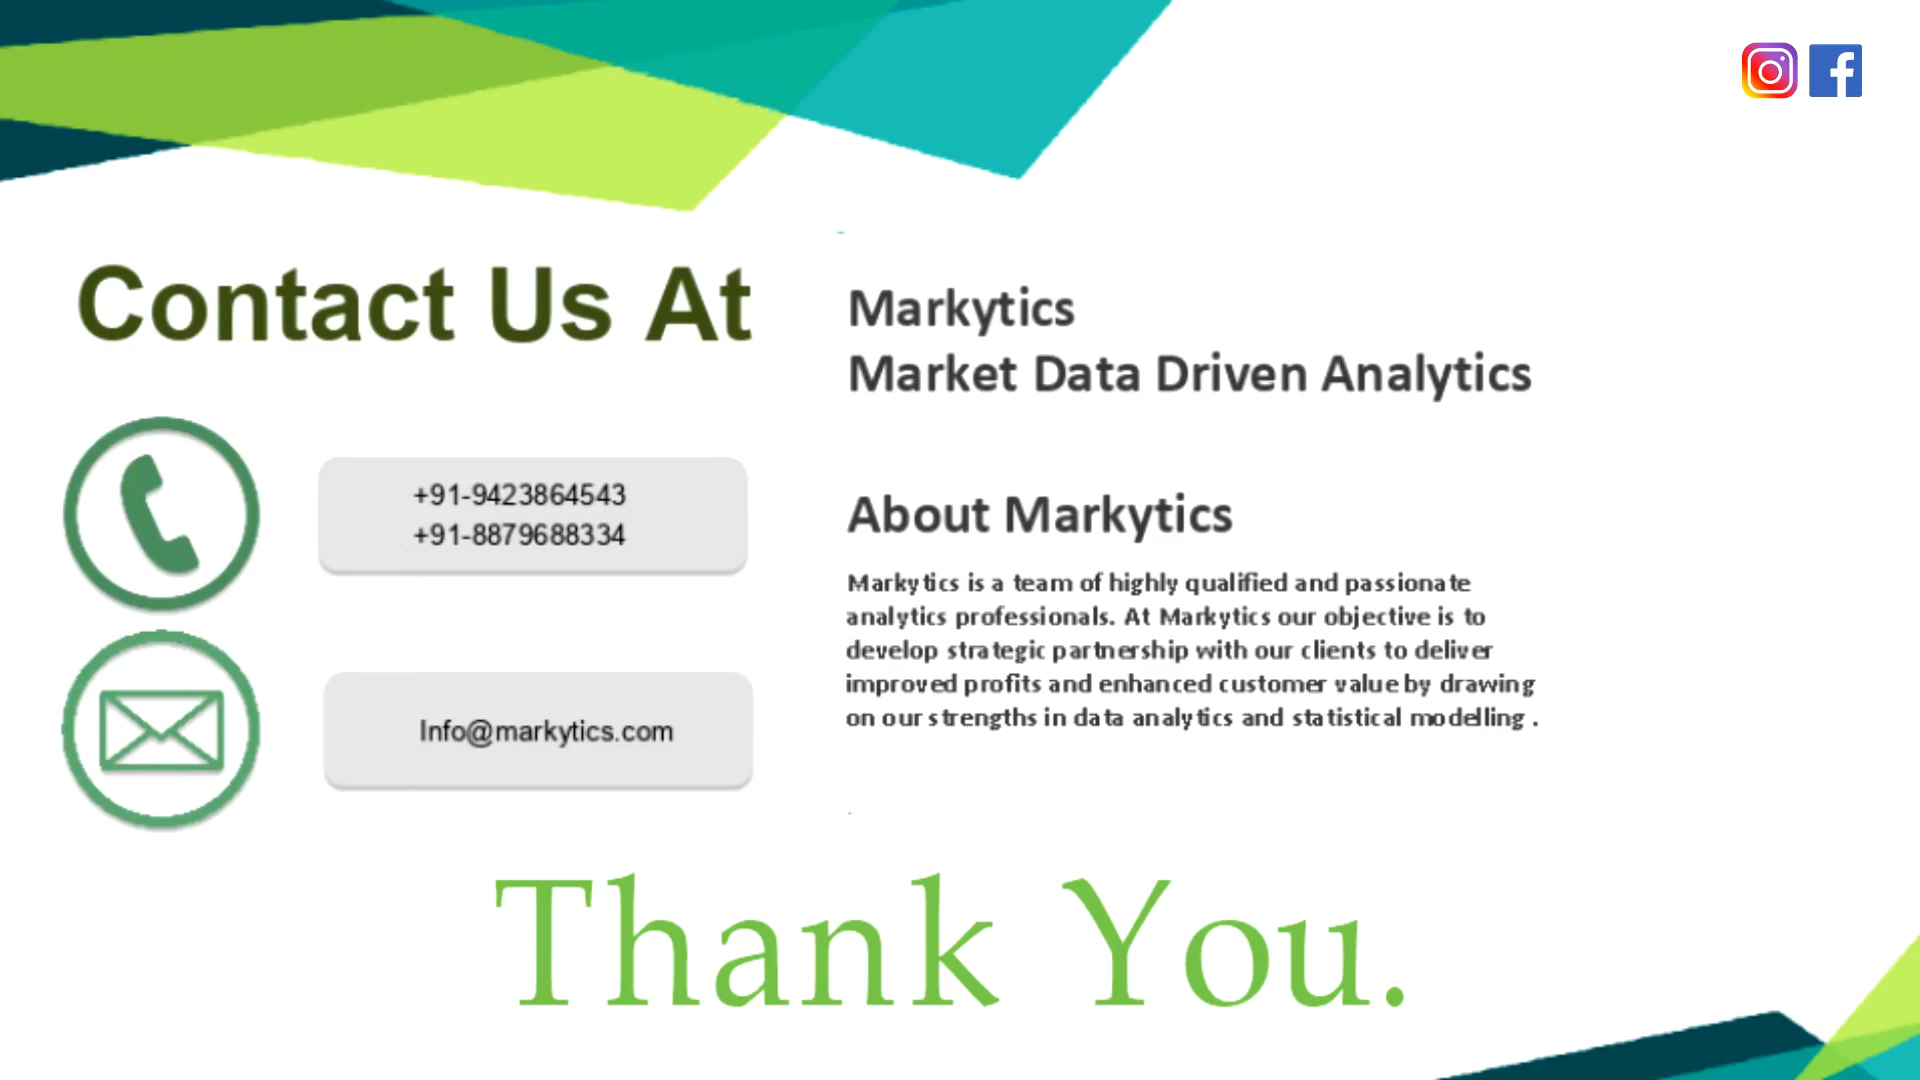 Contact Us At
+91-9423864543
+91-8879688334
Info@markytics.com
Markytics
Market Data Driven Analytics
About Markytics
Markytics is a team of highly qualified and passionate
analytics professionals. At Markytics our objective is to
develop strategic partnership with our clients to deliver
improved profits and enhanced customer value by drawing
on our strengths in data analytics and statistical modelling .
Thank You.